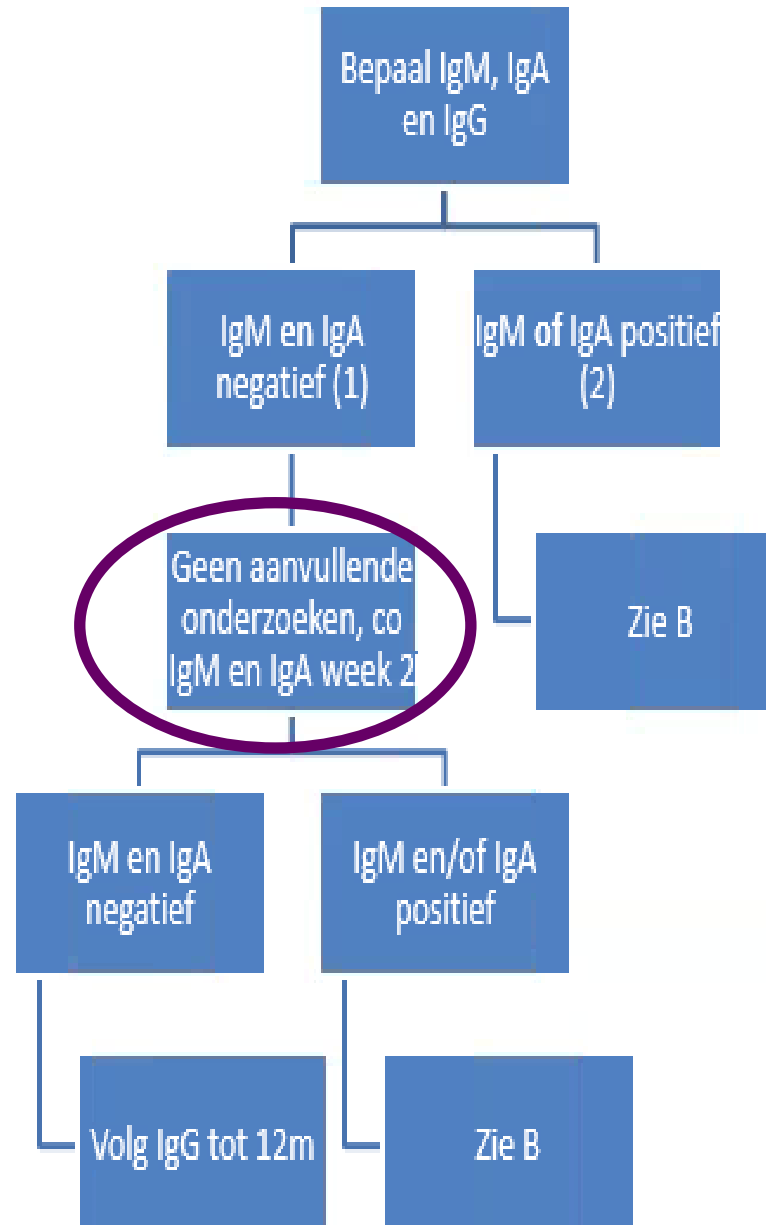 Bepaal IgM, IgA
en IgG
IgM en IgA
negatief (1)
IgM of IgA positief
(2)
Geen aanvullende
onderzoeken, co
IgM en IgA week 2
Zie B
IgM en IgA
negatief
IgM en/of IgA
positief
Volg IgG tot 12m
Zie B